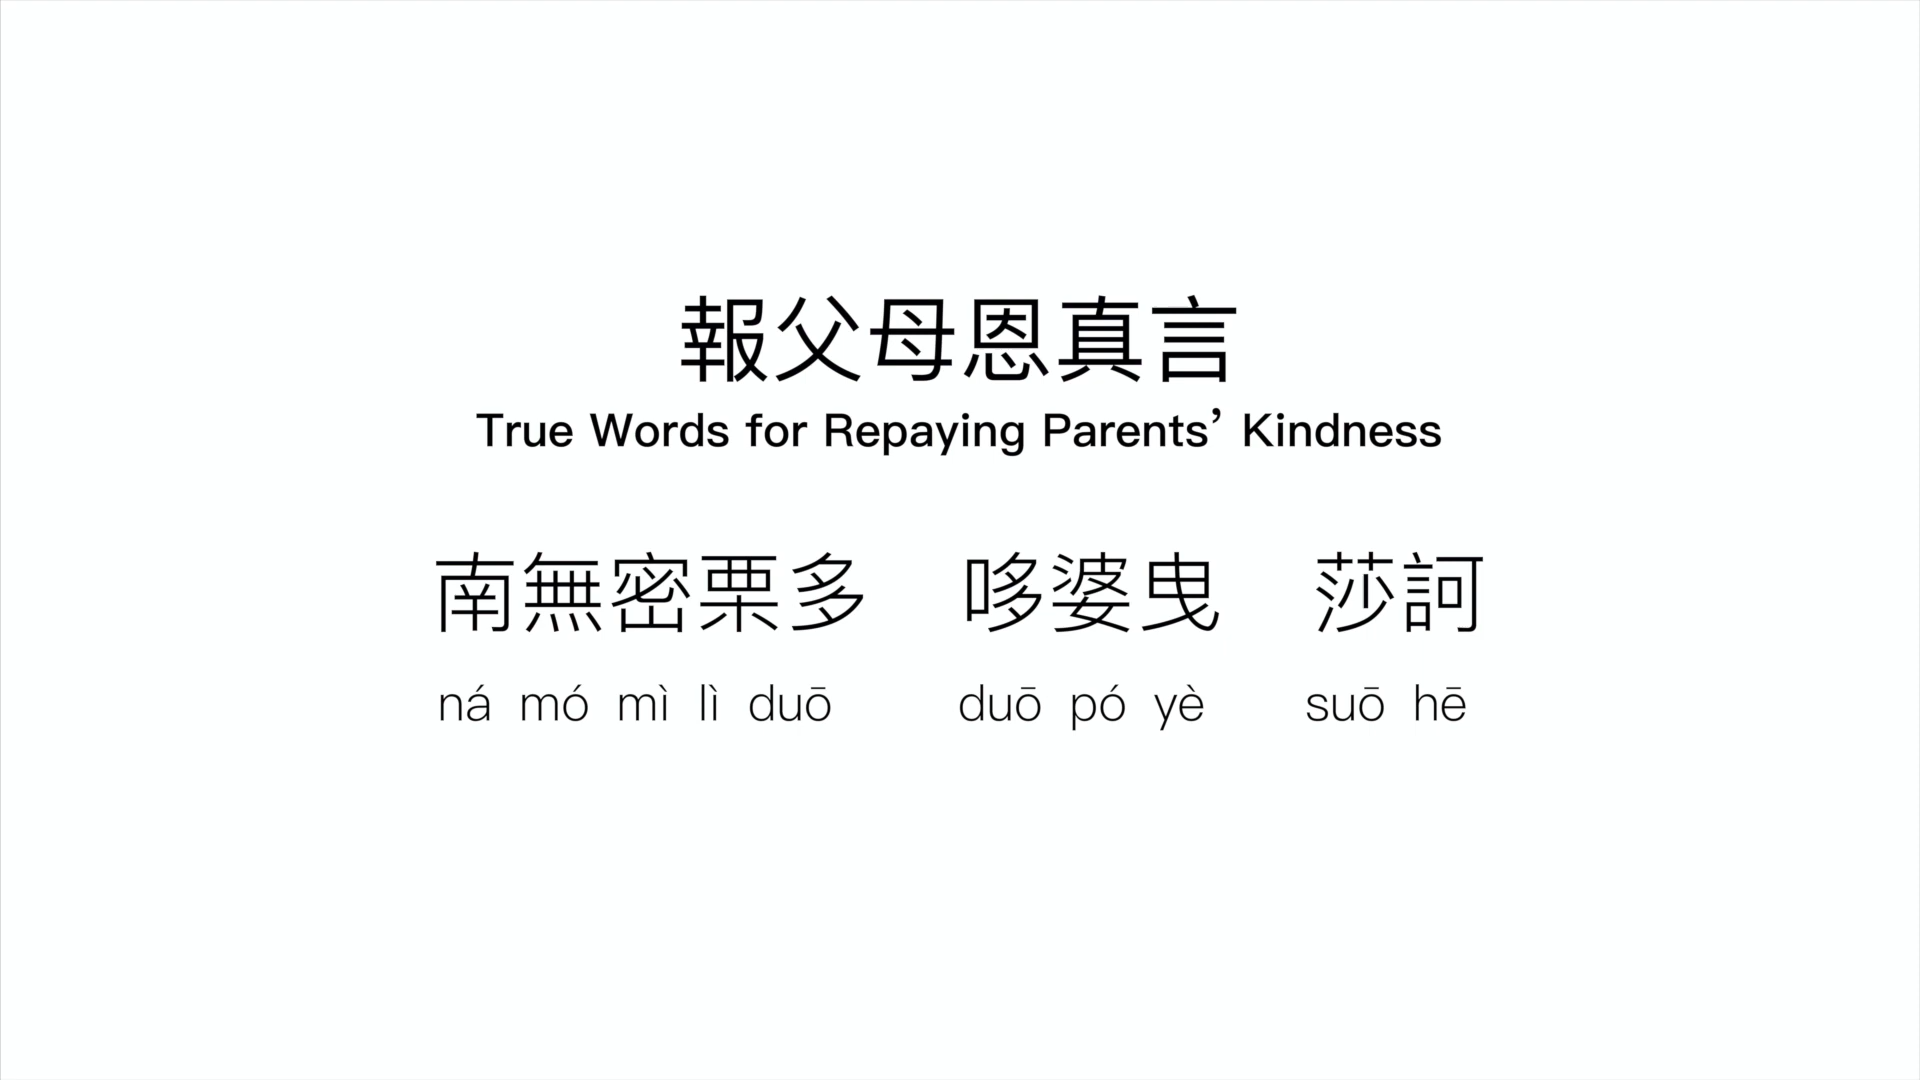 報父母恩真言
True Words for Repaying Parents’ Kindness
南無密栗多 哆婆曳 莎訶
ná mó mì lì duō duō pó yè suō hē